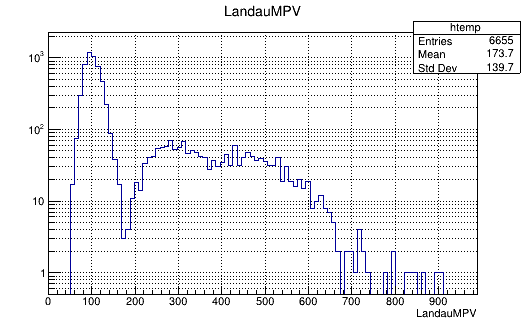 LandauMPV
htemp
Entries 6655
Mean 173.7
Std Dev 139.7
10³
10²
10
1
0 100 200 300 400 500 600 700 800 900
LandauMPV